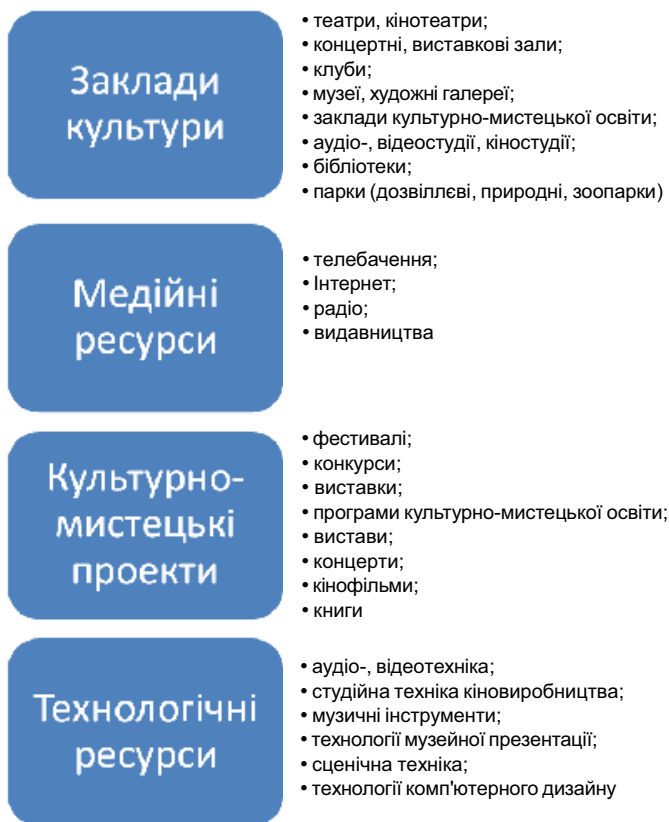 Заклади
культури
• театри, кінотеатри;
• концертні, виставкові зали;
• клуби;
• музеї, художні галереї;
• заклади культурно-мистецької освіти;
• аудіо-, відеостудії, кіностудії;
• бібліотеки;
• парки (дозвіллєві, природні, зоопарки)
Медійні
ресурси
• телебачення;
• Інтернет;
• радіо;
• видавництва
Культурно-
мистецькі
проекти
• фестивалі;
• конкурси;
• виставки;
• програми культурно-мистецької освіти;
• вистави;
• концерти;
• кінофільми;
• книги
Технологічні
ресурси
• аудіо-, відеотехніка;
• студійна техніка кіновиробництва;
• музичні інструменти;
• технології музейної презентації;
• сценічна техніка;
• технології комп'ютерного дизайну